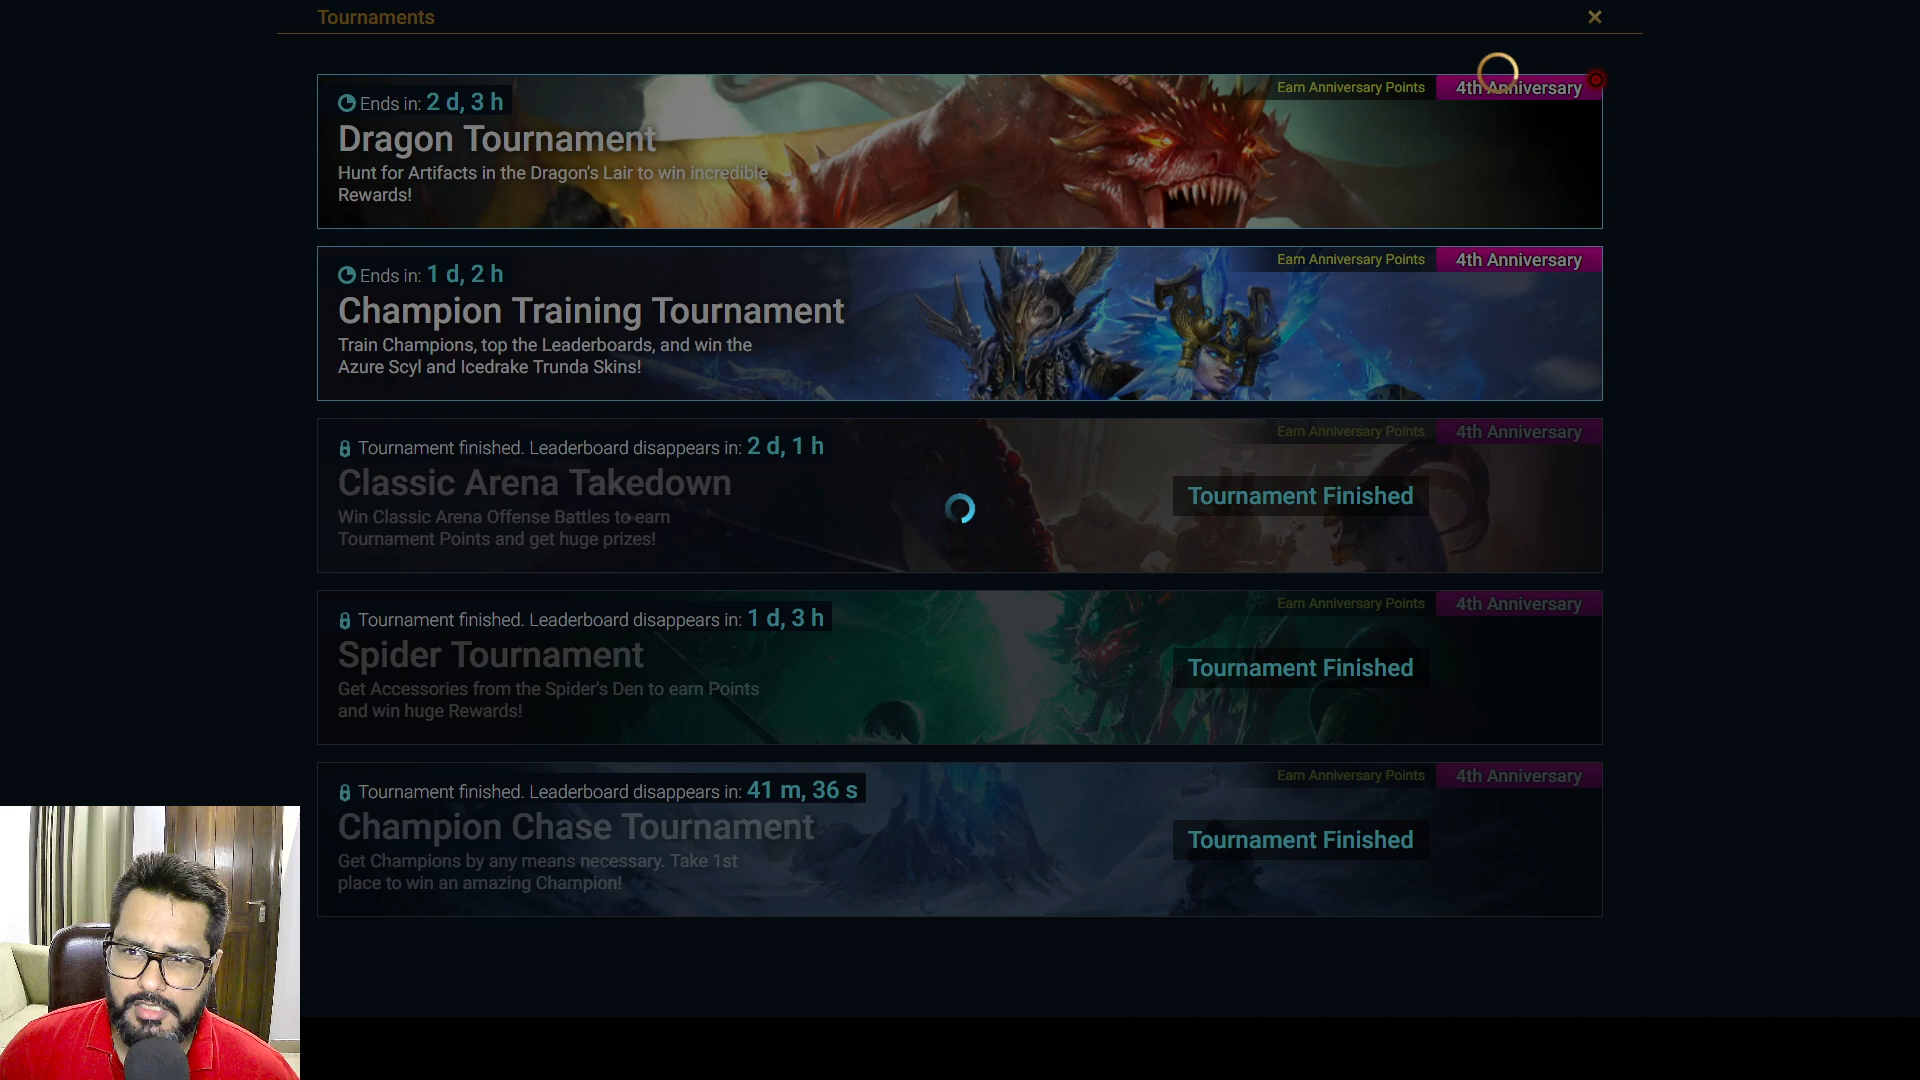 Tournaments
Ends in: 2 d, 3 h
Earn Anniversary Points
4th Anniversary
Dragon Tournament
Hunt for Artifacts in the Dragon's Lair to win incredible
Rewards!
Ends in: 1 d, 2 h
Earn Anniversary Points
4th Anniversary
Champion Training Tournament
Train Champions, top the Leaderboards, and win the
Azure Scyl and Icedrake Trunda Skins!
Tournament finished. Leaderboard disappears in: 2 d, 1 h
Earn Anniversary Points
4th Anniversary
Classic Arena Takedown
Win Classic Arena Offense Battles to earn
Tournament Points and get huge prizes!
Tournament Finished
Tournament finished. Leaderboard disappears in: 1 d, 3 h
Earn Anniversary Points
4th Anniversary
Spider Tournament
Get Accessories from the Spider's Den to earn Points
and win huge Rewards!
Tournament Finished
Tournament finished. Leaderboard disappears in: 41 m, 36 s
Earn Anniversary Points
4th Anniversary
Champion Chase Tournament
Get Champions by any means necessary. Take 1st
place to win an amazing Champion!
Tournament Finished